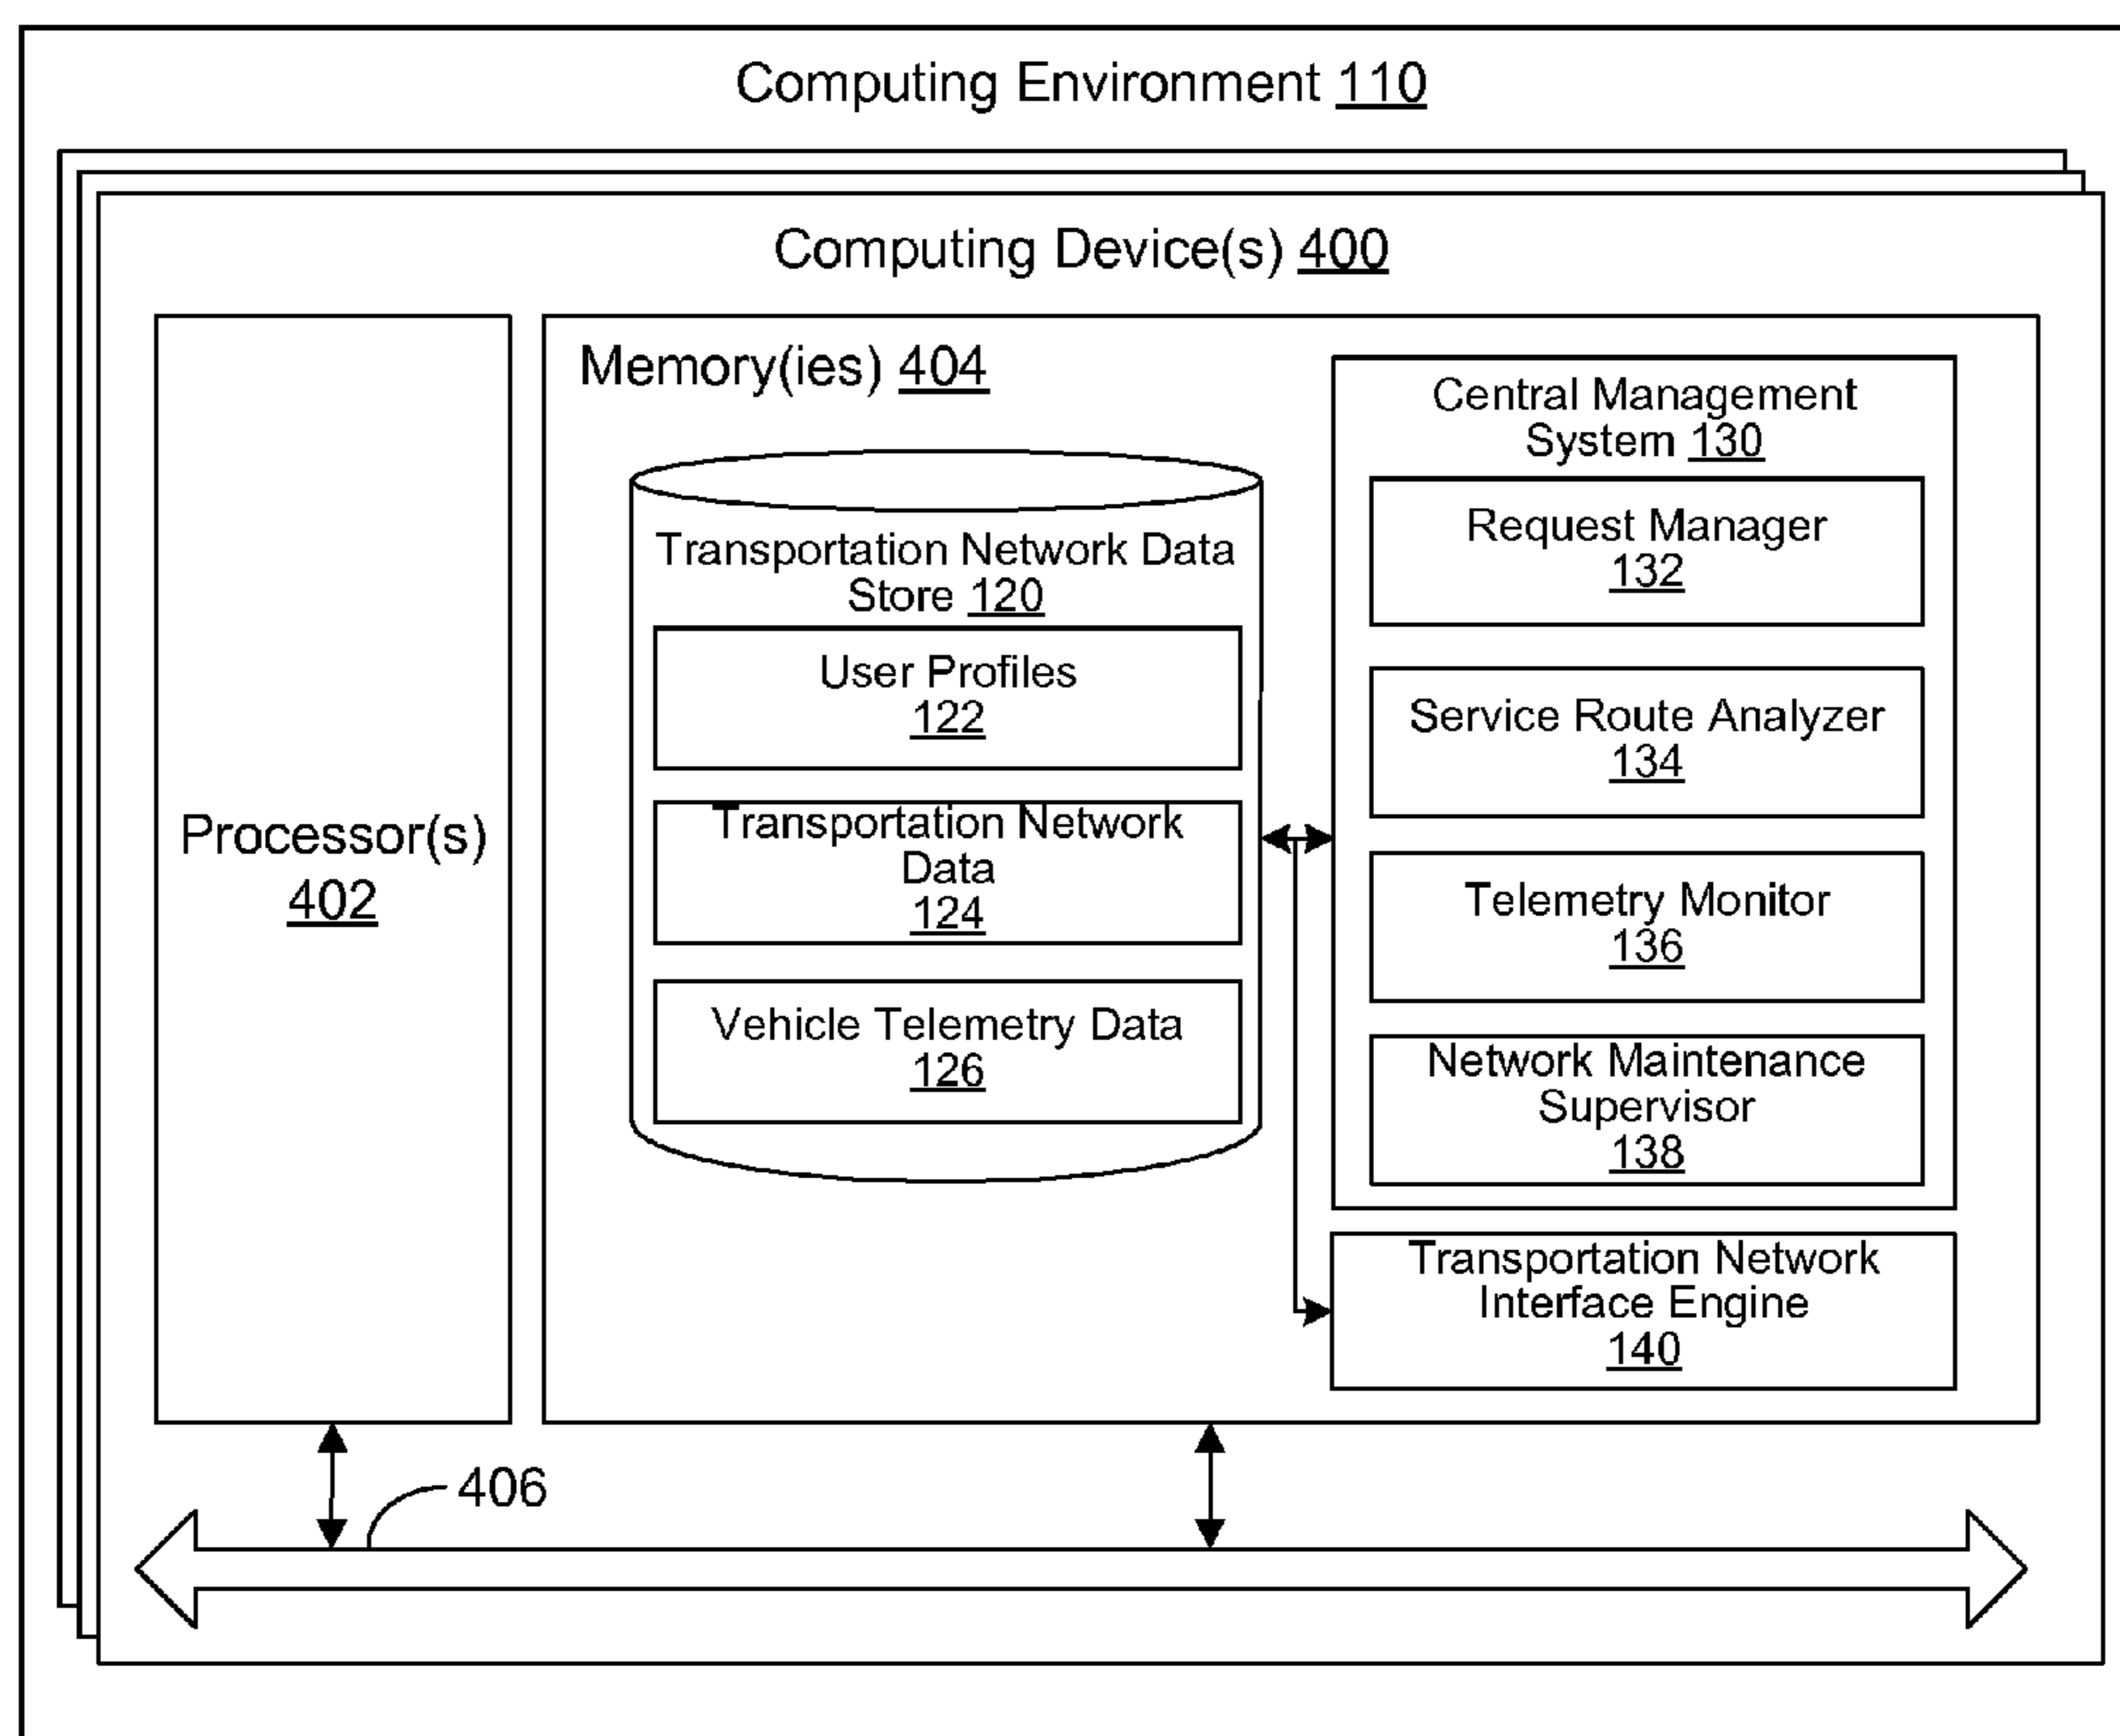 Computing Environment 110
Computing Device(s) 400
Processor(s)
402
Memory(ies) 404
Transportation Network Data
Store 120
User Profiles
122
Transportation Network
Data
124
Vehicle Telemetry Data
126
Central Management
System 130
Request Manager
132
Service Route Analyzer
134
Telemetry Monitor
136
Network Maintenance
Supervisor
138
Transportation Network
Interface Engine
140
406